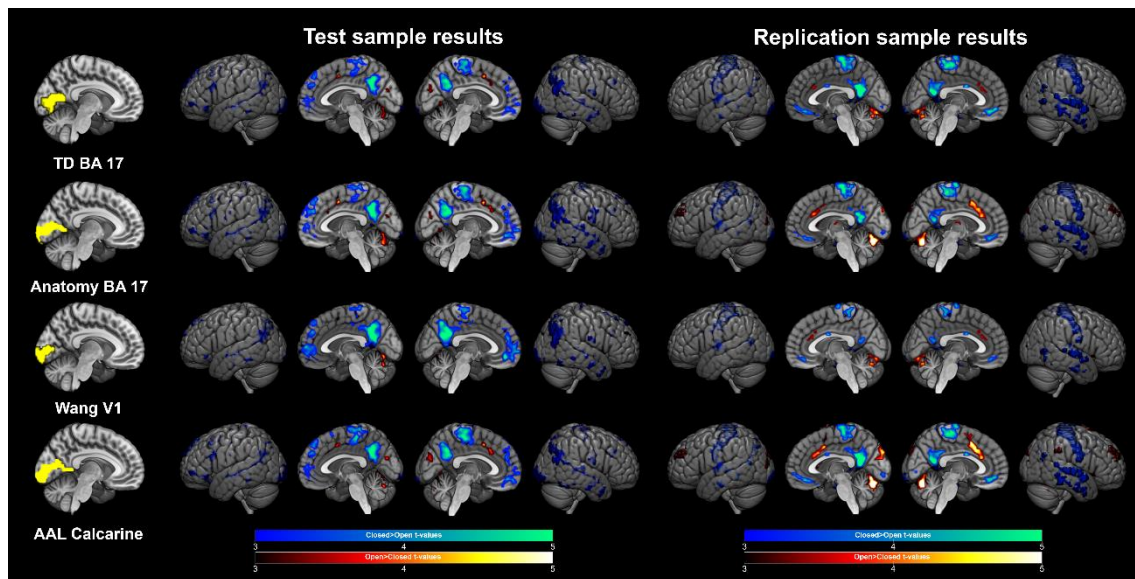 Test sample results
Replication sample results
TD BA 17
Anatomy BA 17
Wang V1
AAL Calcarine
Closed>Open t-values
3 4 5
Open>Closed t-values
3 4 5
Closed>Open t-values
3 4 5
Open>Closed t-values
3 4 5